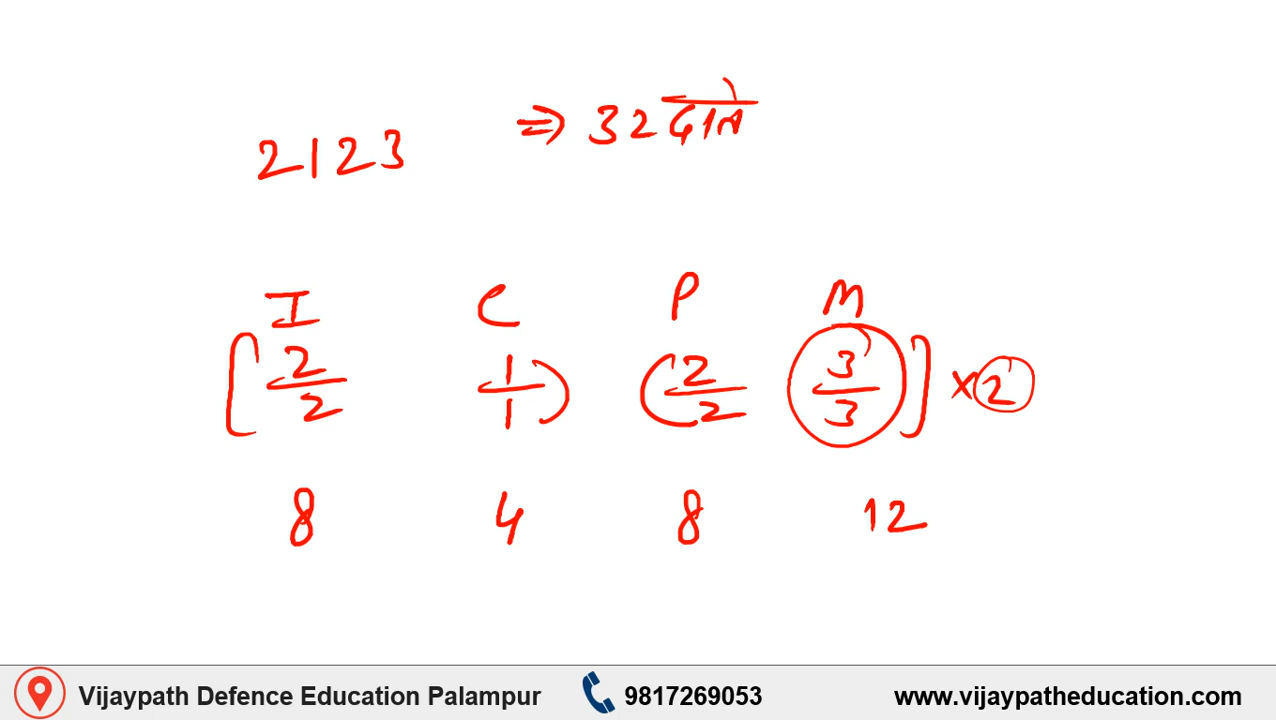 2123 ⇒ 32 दांत
I C P M
[ 2/2 1/1 ) ( 2/2 3/3 ] × 2
8 4 8 12
Vijaypath Defence Education Palampur 9817269053 www.vijaypatheducation.com